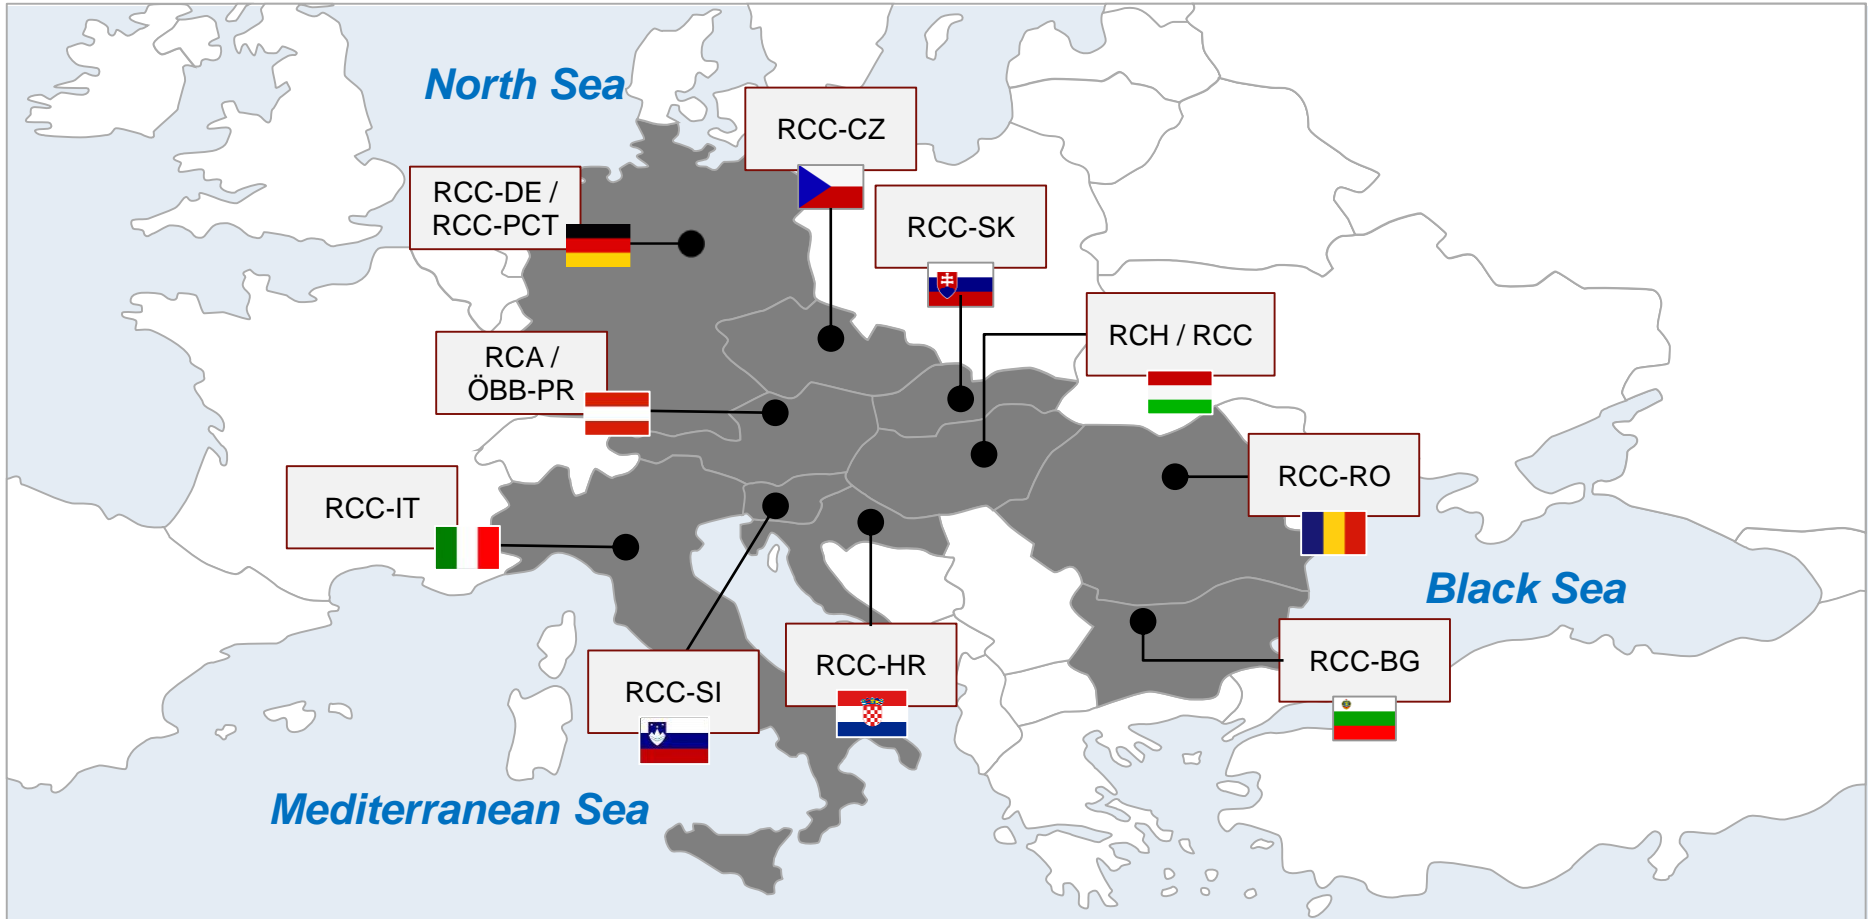 North Sea
RCC-CZ
RCC-DE /
RCC-PCT
RCC-SK
RCH / RCC
RCA /
ÖBB-PR
RCC-RO
RCC-IT
Black Sea
RCC-HR
RCC-BG
RCC-SI
Mediterranean Sea